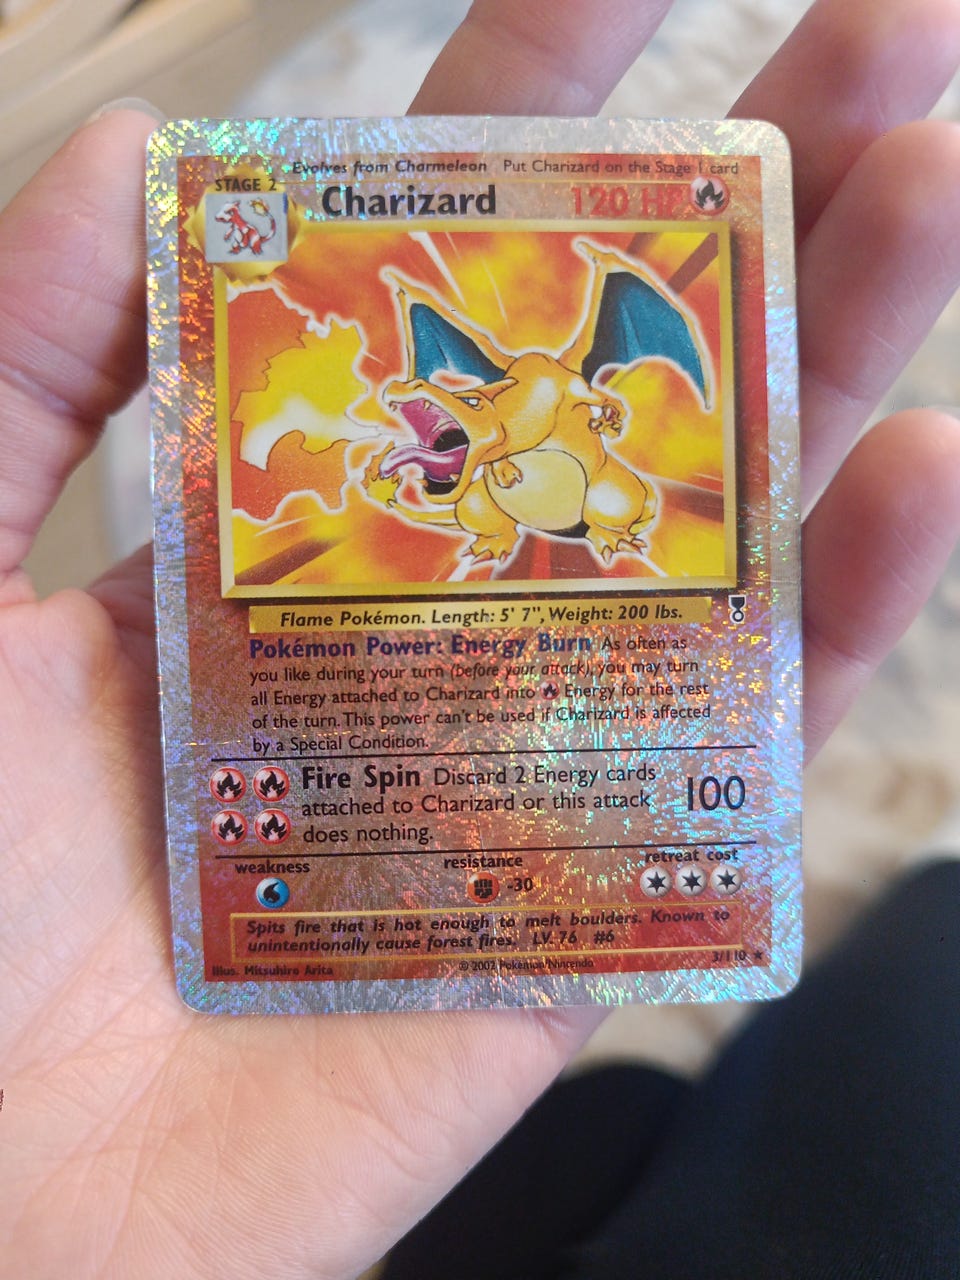 Evolves from Charmeleon Put Charizard on the Stage 1 card
STAGE 2
Charizard 120 HP
Flame Pokémon. Length: 5' 7", Weight: 200 lbs.
Pokémon Power: Energy Burn As often as
you like during your turn (before your attack), you may turn
all Energy attached to Charizard into Energy for the rest
of the turn. This power can't be used if Charizard is affected
by a Special Condition.
Fire Spin Discard 2 Energy cards
attached to Charizard or this attack
does nothing.
100
weakness
resistance
-30
retreat cost
Spits fire that is hot enough to melt boulders. Known to
unintentionally cause forest fires. LV. 76 #6
Illus. Mitsuhiro Arita
© 2002 Pokémon/Nintendo
3/110 ★